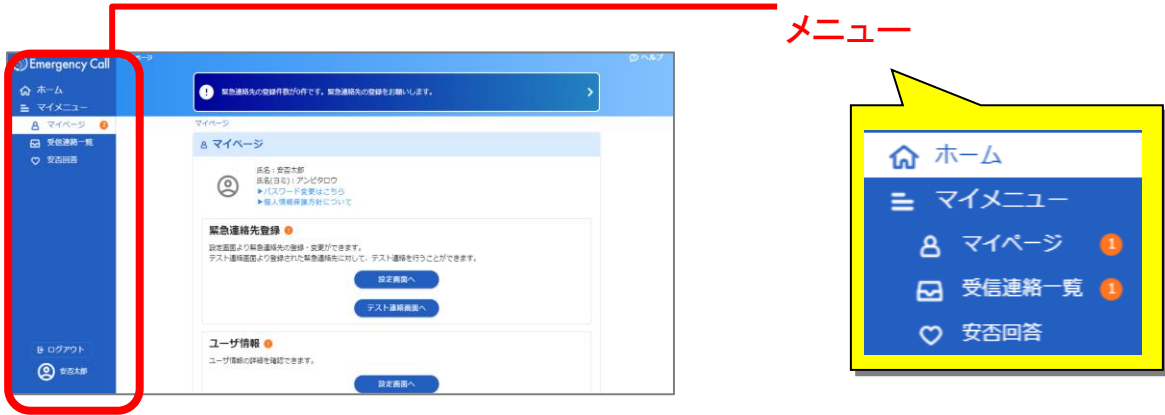 メニュー
Emergency Call
ホーム
マイメニュー
マイページ
受信連絡一覧
安否回答
ログアウト
安否太郎
ヘルプ
緊急連絡先の登録件数が0件です。緊急連絡先の登録をお願いします。
マイページ
マイページ
氏名：安否太郎
氏名(ヨミ)：アンピタロウ
▶パスワード変更はこちら
▶個人情報保護方針について
緊急連絡先登録
設定画面より緊急連絡先の登録・変更ができます。
テスト連絡画面より登録された緊急連絡先に対して、テスト連絡を行うことができます。
設定画面へ
テスト連絡画面へ
ユーザ情報
ユーザ情報の詳細を確認できます。
設定画面へ
ホーム
マイメニュー
マイページ 1
受信連絡一覧 1
安否回答